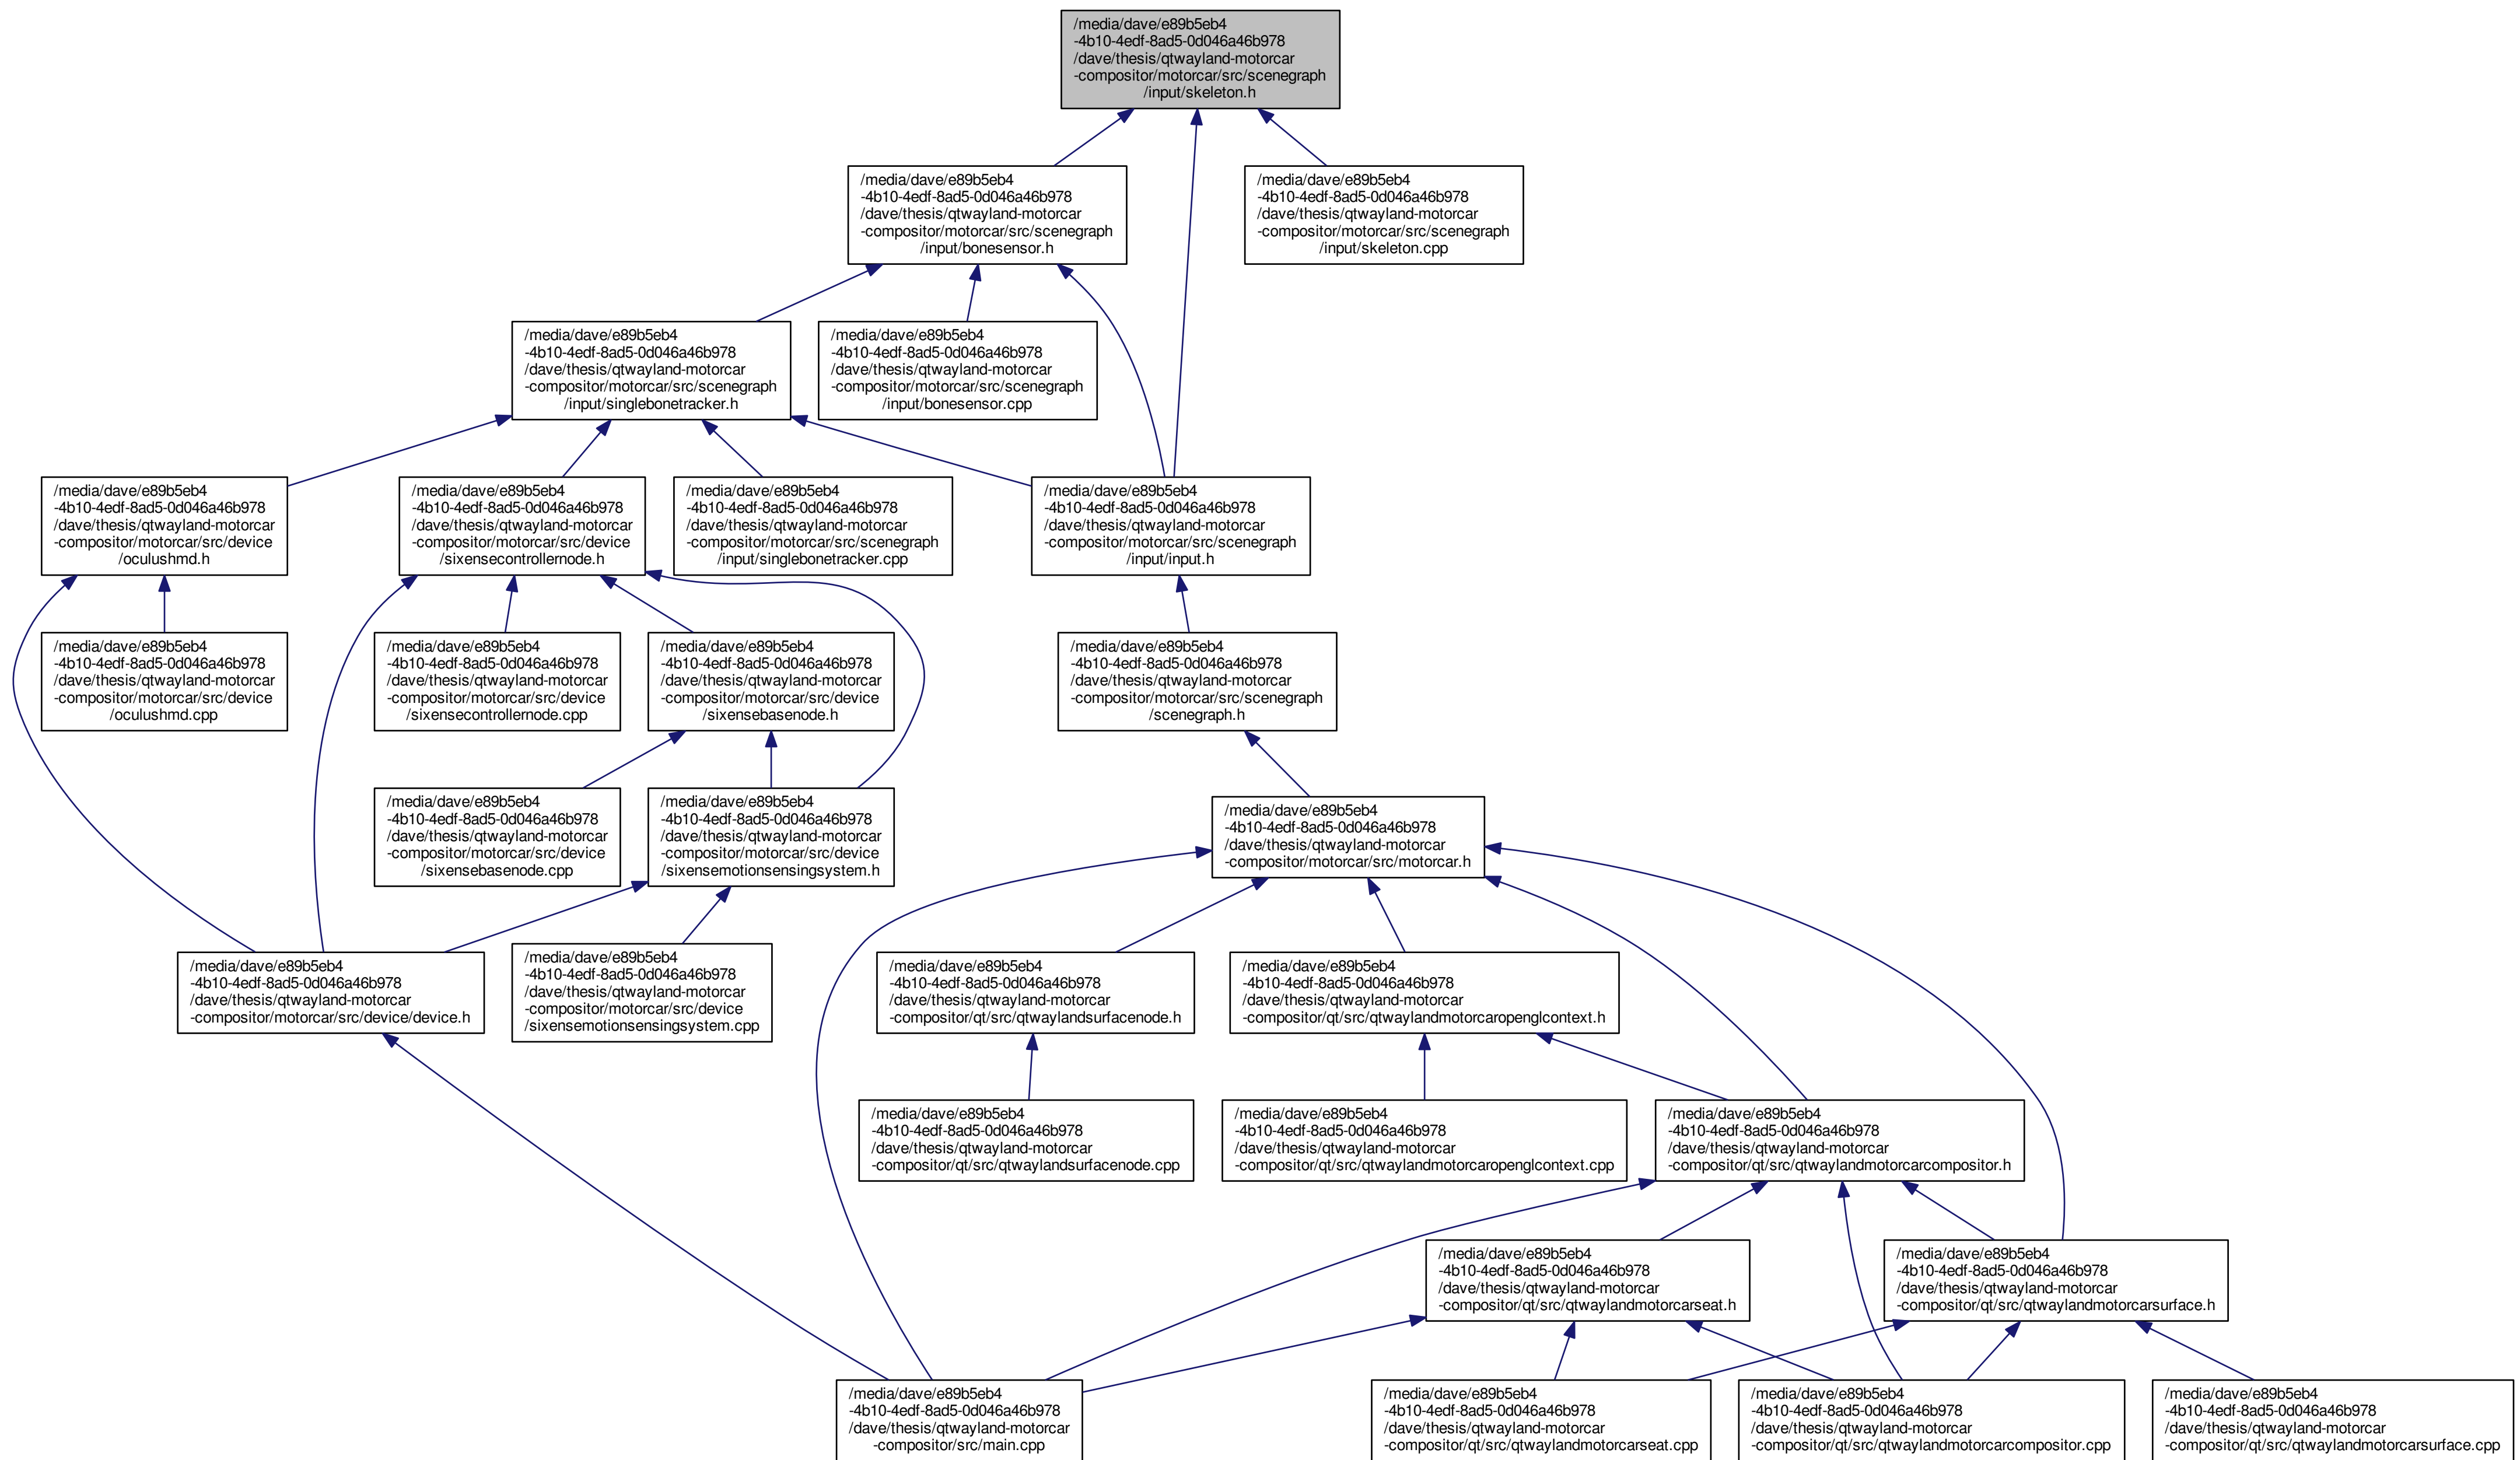 /media/dave/e89b5eb4
-4b10-4edf-8ad5-0d046a46b978
/dave/thesis/qtwayland-motorcar
-compositor/motorcar/src/scenegraph
/input/skeleton.h
/media/dave/e89b5eb4
-4b10-4edf-8ad5-0d046a46b978
/dave/thesis/qtwayland-motorcar
-compositor/motorcar/src/scenegraph
/input/bonesensor.h
/media/dave/e89b5eb4
-4b10-4edf-8ad5-0d046a46b978
/dave/thesis/qtwayland-motorcar
-compositor/motorcar/src/scenegraph
/input/skeleton.cpp
/media/dave/e89b5eb4
-4b10-4edf-8ad5-0d046a46b978
/dave/thesis/qtwayland-motorcar
-compositor/motorcar/src/scenegraph
/input/singlebonetracker.h
/media/dave/e89b5eb4
-4b10-4edf-8ad5-0d046a46b978
/dave/thesis/qtwayland-motorcar
-compositor/motorcar/src/scenegraph
/input/bonesensor.cpp
/media/dave/e89b5eb4
-4b10-4edf-8ad5-0d046a46b978
/dave/thesis/qtwayland-motorcar
-compositor/motorcar/src/device
/oculushmd.h
/media/dave/e89b5eb4
-4b10-4edf-8ad5-0d046a46b978
/dave/thesis/qtwayland-motorcar
-compositor/motorcar/src/device
/sixensecontrollernode.h
/media/dave/e89b5eb4
-4b10-4edf-8ad5-0d046a46b978
/dave/thesis/qtwayland-motorcar
-compositor/motorcar/src/scenegraph
/input/singlebonetracker.cpp
/media/dave/e89b5eb4
-4b10-4edf-8ad5-0d046a46b978
/dave/thesis/qtwayland-motorcar
-compositor/motorcar/src/scenegraph
/input/input.h
/media/dave/e89b5eb4
-4b10-4edf-8ad5-0d046a46b978
/dave/thesis/qtwayland-motorcar
-compositor/motorcar/src/device
/oculushmd.cpp
/media/dave/e89b5eb4
-4b10-4edf-8ad5-0d046a46b978
/dave/thesis/qtwayland-motorcar
-compositor/motorcar/src/device
/sixensecontrollernode.cpp
/media/dave/e89b5eb4
-4b10-4edf-8ad5-0d046a46b978
/dave/thesis/qtwayland-motorcar
-compositor/motorcar/src/device
/sixensebasenode.h
/media/dave/e89b5eb4
-4b10-4edf-8ad5-0d046a46b978
/dave/thesis/qtwayland-motorcar
-compositor/motorcar/src/scenegraph
/scenegraph.h
/media/dave/e89b5eb4
-4b10-4edf-8ad5-0d046a46b978
/dave/thesis/qtwayland-motorcar
-compositor/motorcar/src/device
/sixensebasenode.cpp
/media/dave/e89b5eb4
-4b10-4edf-8ad5-0d046a46b978
/dave/thesis/qtwayland-motorcar
-compositor/motorcar/src/device
/sixensemotionsensingsystem.h
/media/dave/e89b5eb4
-4b10-4edf-8ad5-0d046a46b978
/dave/thesis/qtwayland-motorcar
-compositor/motorcar/src/motorcar.h
/media/dave/e89b5eb4
-4b10-4edf-8ad5-0d046a46b978
/dave/thesis/qtwayland-motorcar
-compositor/motorcar/src/device/device.h
/media/dave/e89b5eb4
-4b10-4edf-8ad5-0d046a46b978
/dave/thesis/qtwayland-motorcar
-compositor/motorcar/src/device
/sixensemotionsensingsystem.cpp
/media/dave/e89b5eb4
-4b10-4edf-8ad5-0d046a46b978
/dave/thesis/qtwayland-motorcar
-compositor/qt/src/qtwaylandsurfacenode.h
/media/dave/e89b5eb4
-4b10-4edf-8ad5-0d046a46b978
/dave/thesis/qtwayland-motorcar
-compositor/qt/src/qtwaylandmotorcaropenglcontext.h
/media/dave/e89b5eb4
-4b10-4edf-8ad5-0d046a46b978
/dave/thesis/qtwayland-motorcar
-compositor/qt/src/qtwaylandsurfacenode.cpp
/media/dave/e89b5eb4
-4b10-4edf-8ad5-0d046a46b978
/dave/thesis/qtwayland-motorcar
-compositor/qt/src/qtwaylandmotorcaropenglcontext.cpp
/media/dave/e89b5eb4
-4b10-4edf-8ad5-0d046a46b978
/dave/thesis/qtwayland-motorcar
-compositor/qt/src/qtwaylandmotorcarcompositor.h
/media/dave/e89b5eb4
-4b10-4edf-8ad5-0d046a46b978
/dave/thesis/qtwayland-motorcar
-compositor/qt/src/qtwaylandmotorcarseat.h
/media/dave/e89b5eb4
-4b10-4edf-8ad5-0d046a46b978
/dave/thesis/qtwayland-motorcar
-compositor/qt/src/qtwaylandmotorcarsurface.h
/media/dave/e89b5eb4
-4b10-4edf-8ad5-0d046a46b978
/dave/thesis/qtwayland-motorcar
-compositor/src/main.cpp
/media/dave/e89b5eb4
-4b10-4edf-8ad5-0d046a46b978
/dave/thesis/qtwayland-motorcar
-compositor/qt/src/qtwaylandmotorcarseat.cpp
/media/dave/e89b5eb4
-4b10-4edf-8ad5-0d046a46b978
/dave/thesis/qtwayland-motorcar
-compositor/qt/src/qtwaylandmotorcarcompositor.cpp
/media/dave/e89b5eb4
-4b10-4edf-8ad5-0d046a46b978
/dave/thesis/qtwayland-motorcar
-compositor/qt/src/qtwaylandmotorcarsurface.cpp